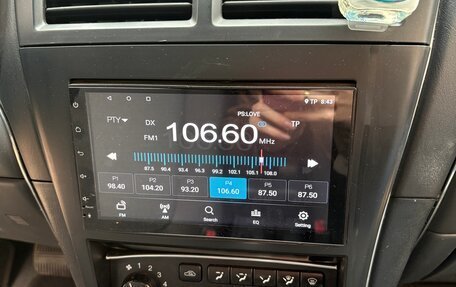 TP 8:43
PS:LOVE
PTY DX TP
FM1 106.60 MHz
87.5 90.4 93.4 96.3 99.2 102.1 105.1 108.0
P1 P2 P3 P4 P5 P6
98.40 104.20 93.20 106.60 87.50 87.50
FM AM Search EQ Setting
4